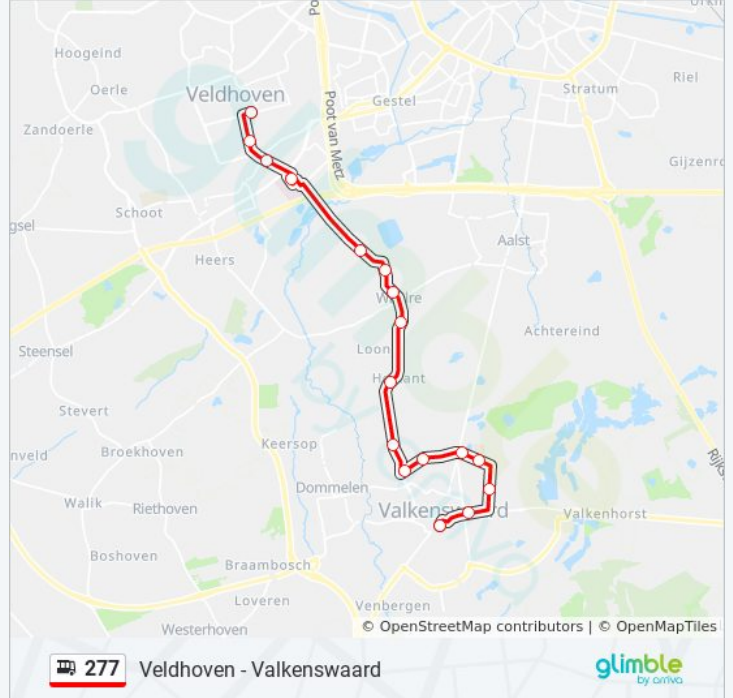 Hoogeind
Oerle
Veldhoven
Riel
Stratum
Gestel
Zandoerle
Poot van Metz
Gijzenro
Schoot
gsel
Aalst
Heers
Waalre
Achtereind
Steensel
Loon
Heikant
Stevert
Keersop
nveld
Broekhoven
Rijks
Dommelen
Walik
Riethoven
Valkenswaard
Valkenhorst
Boshoven
Braambosch
Loveren
Venbergen
Westerhoven
© OpenStreetMap contributors | © OpenMapTiles
277 Veldhoven - Valkenswaard
glimble
by arriva